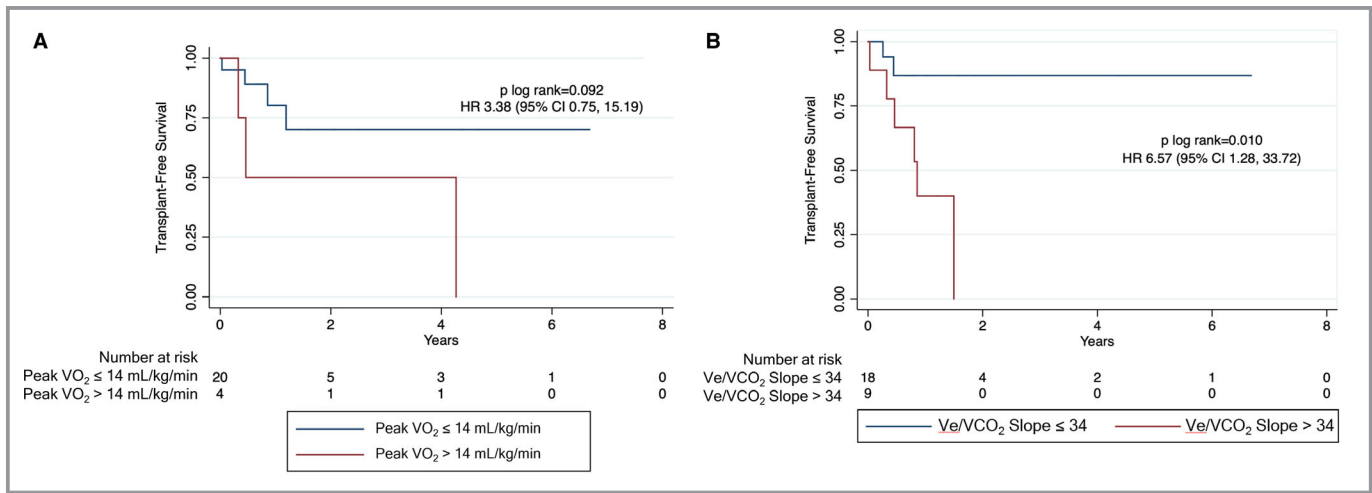 A
Transplant-Free Survival
1.00
0.75
0.50
0.25
0.00
p log rank=0.092
HR 3.38 (95% CI 0.75, 15.19)
0 2 4 6 8
Years
Number at risk
Peak VO₂ ≤ 14 mL/kg/min 20 5 3 1 0
Peak VO₂ > 14 mL/kg/min 4 1 1 0 0
Peak VO₂ ≤ 14 mL/kg/min
Peak VO₂ > 14 mL/kg/min
B
Transplant-Free Survival
1.00
0.75
0.50
0.25
0.00
p log rank=0.010
HR 6.57 (95% CI 1.28, 33.72)
0 2 4 6 8
Years
Number at risk
Ve/VCO₂ Slope ≤ 34 18 4 2 1 0
Ve/VCO₂ Slope > 34 9 0 0 0 0
Ve/VCO₂ Slope ≤ 34 Ve/VCO₂ Slope > 34